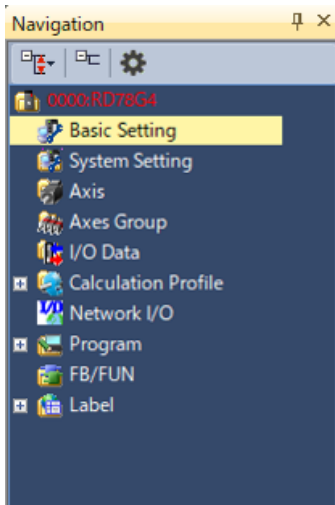 Navigation
0000:RD78G4
Basic Setting
System Setting
Axis
Axes Group
I/O Data
Calculation Profile
Network I/O
Program
FB/FUN
Label